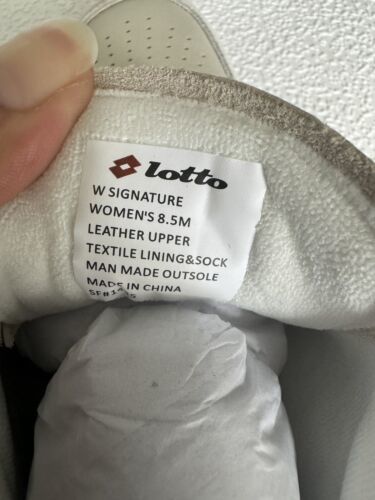 lotto
W SIGNATURE
WOMEN'S 8.5M
LEATHER UPPER
TEXTILE LINING&SOCK
MAN MADE OUTSOLE
MADE IN CHINA